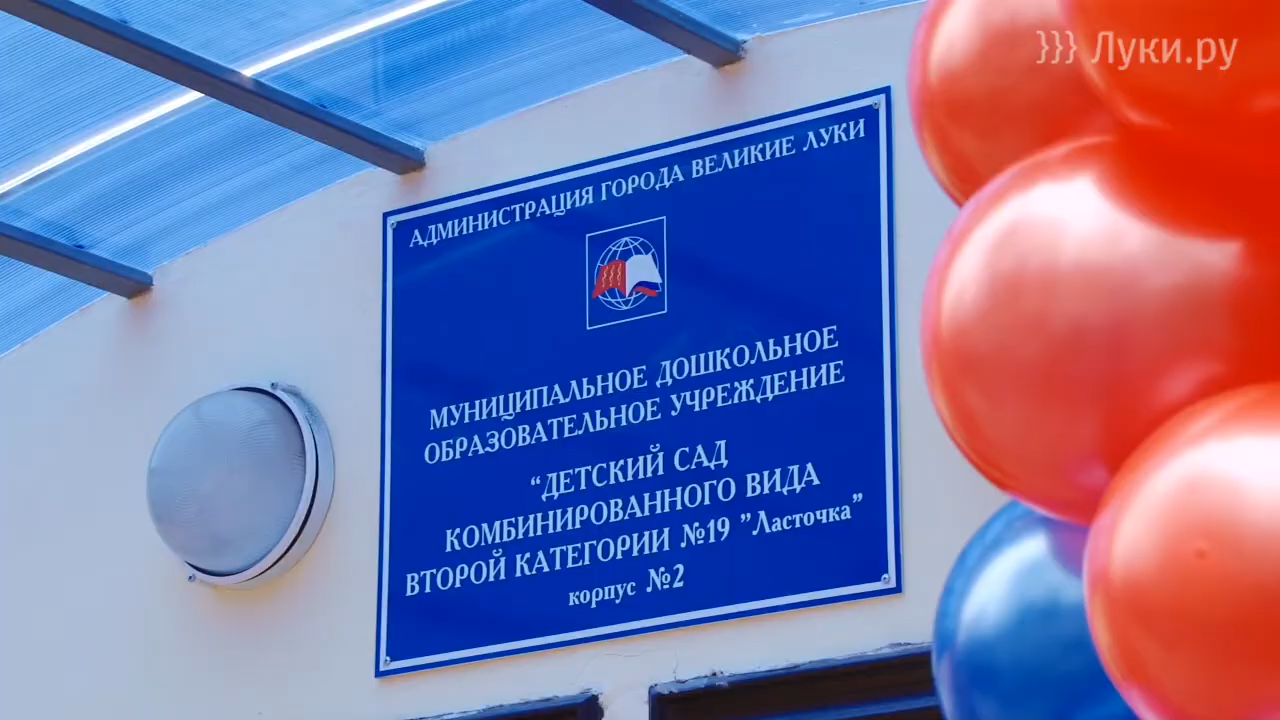 }}} Луки.ру
АДМИНИСТРАЦИЯ ГОРОДА ВЕЛИКИЕ ЛУКИ
МУНИЦИПАЛЬНОЕ ДОШКОЛЬНОЕ
ОБРАЗОВАТЕЛЬНОЕ УЧРЕЖДЕНИЕ
“ДЕТСКИЙ САД
КОМБИНИРОВАННОГО ВИДА
ВТОРОЙ КАТЕГОРИИ №19 ”Ласточка”
корпус №2